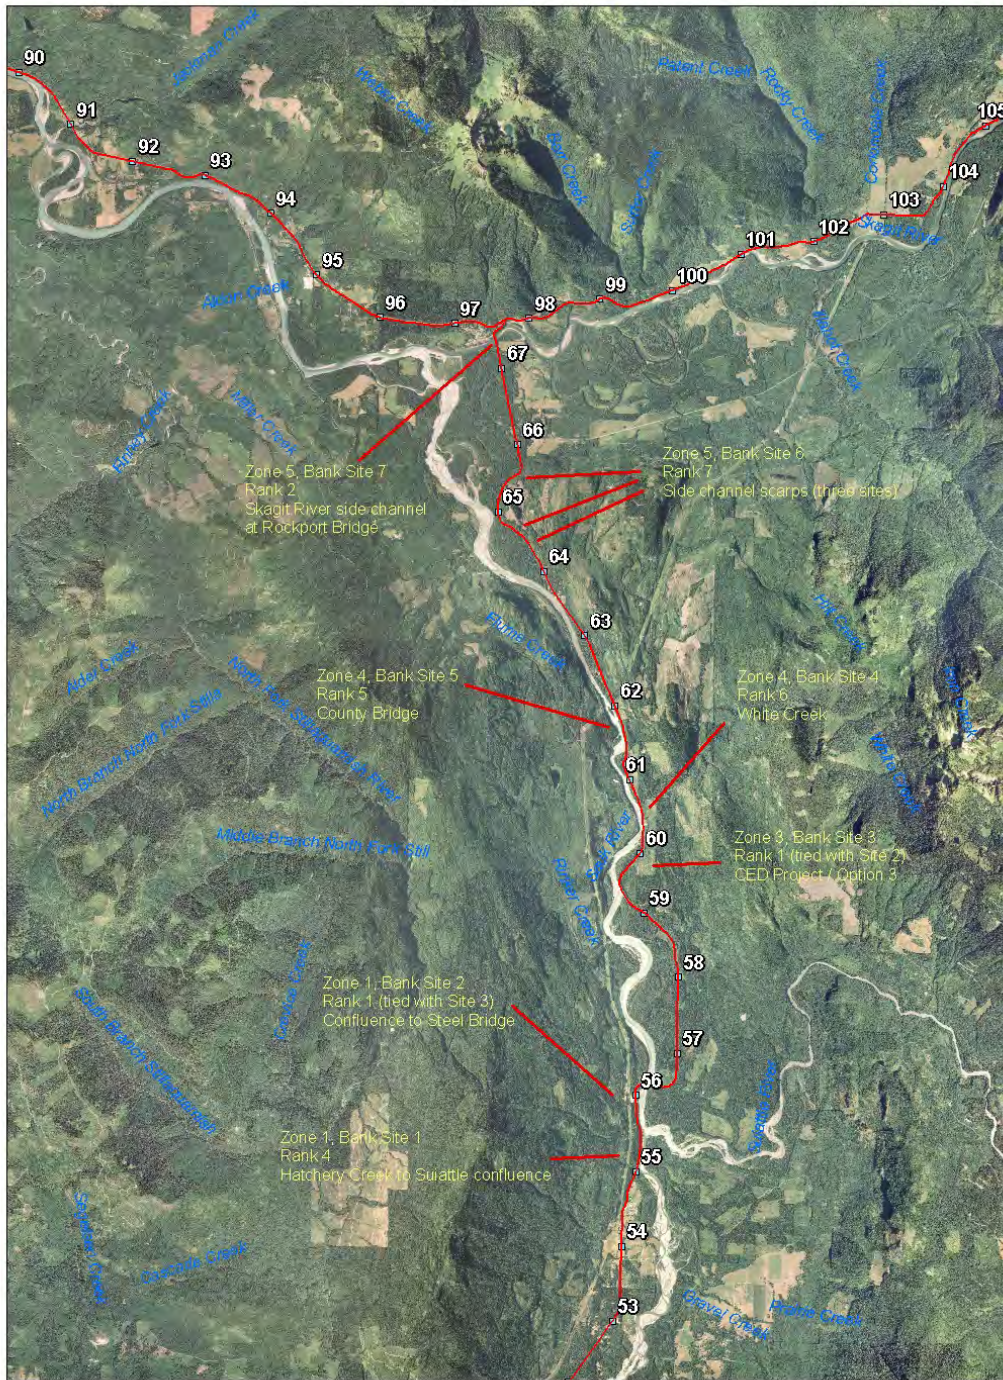 90
Jackman Creek
Patent Creek
Rocky Creek
Corkindale Creek
105
91
Barr Creek
Sutter Creek
92
93
104
94
103
Skagit River
102
101
95
99
100
Aldon Creek
96
97
98
67
Miller Creek
66
Zone 5, Bank Site 7
Rank 2
Skagit River side channel
at Rockport Bridge
Zone 5, Bank Site 6
Rank 7
Side channel scarps (three sites)
65
64
63
Flume Creek
Hilt Creek
Alder Creek
North Fork Stillaguamish River
North Branch North Fork Stilla
Zone 4, Bank Site 5
Rank 5
County Bridge
62
Zone 4, Bank Site 4
Rank 6
White Creek
White Creek
61
Middle Branch North Fork Still
Sauk River
60
Zone 3, Bank Site 3
Rank 1 (tied with Site 2)
CED Project / Option 3
59
58
Zone 1, Bank Site 2
Rank 1 (tied with Site 3)
Confluence to Steel Bridge
57
56
Suiattle River
Zone 1, Bank Site 1
Rank 4
Hatchery Creek to Suiattle confluence
55
54
Segelsen Creek
Cascade Creek
53
Gravel Creek
Prairie Creek